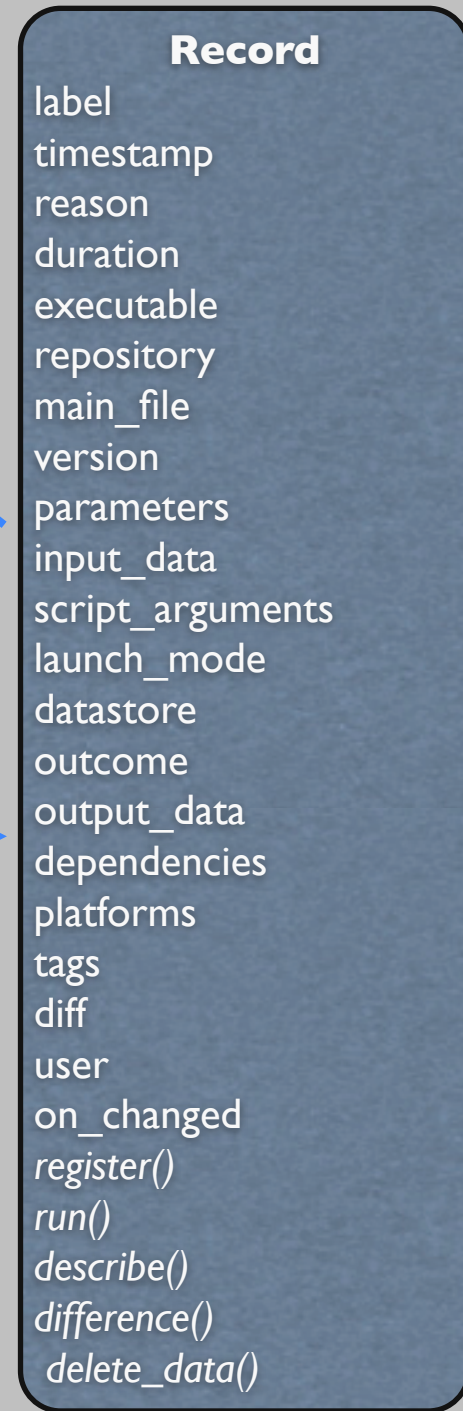 Record
label
timestamp
reason
duration
executable
repository
main_file
version
parameters
input_data
script_arguments
launch_mode
datastore
outcome
output_data
dependencies
platforms
tags
diff
user
on_changed
register()
run()
describe()
difference()
delete_data()